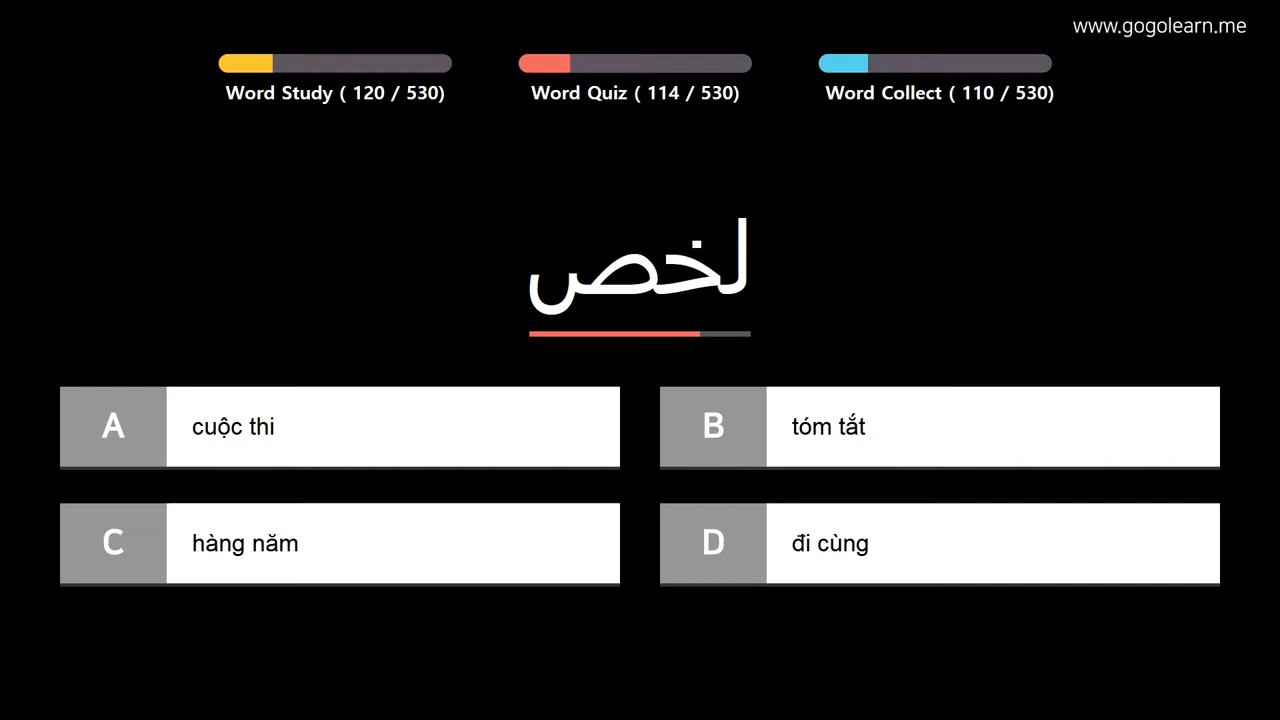 www.gogolearn.me
Word Study ( 120 / 530)
Word Quiz ( 114 / 530)
Word Collect ( 110 / 530)
لخص
A cuộc thi
B tóm tắt
C hàng năm
D đi cùng